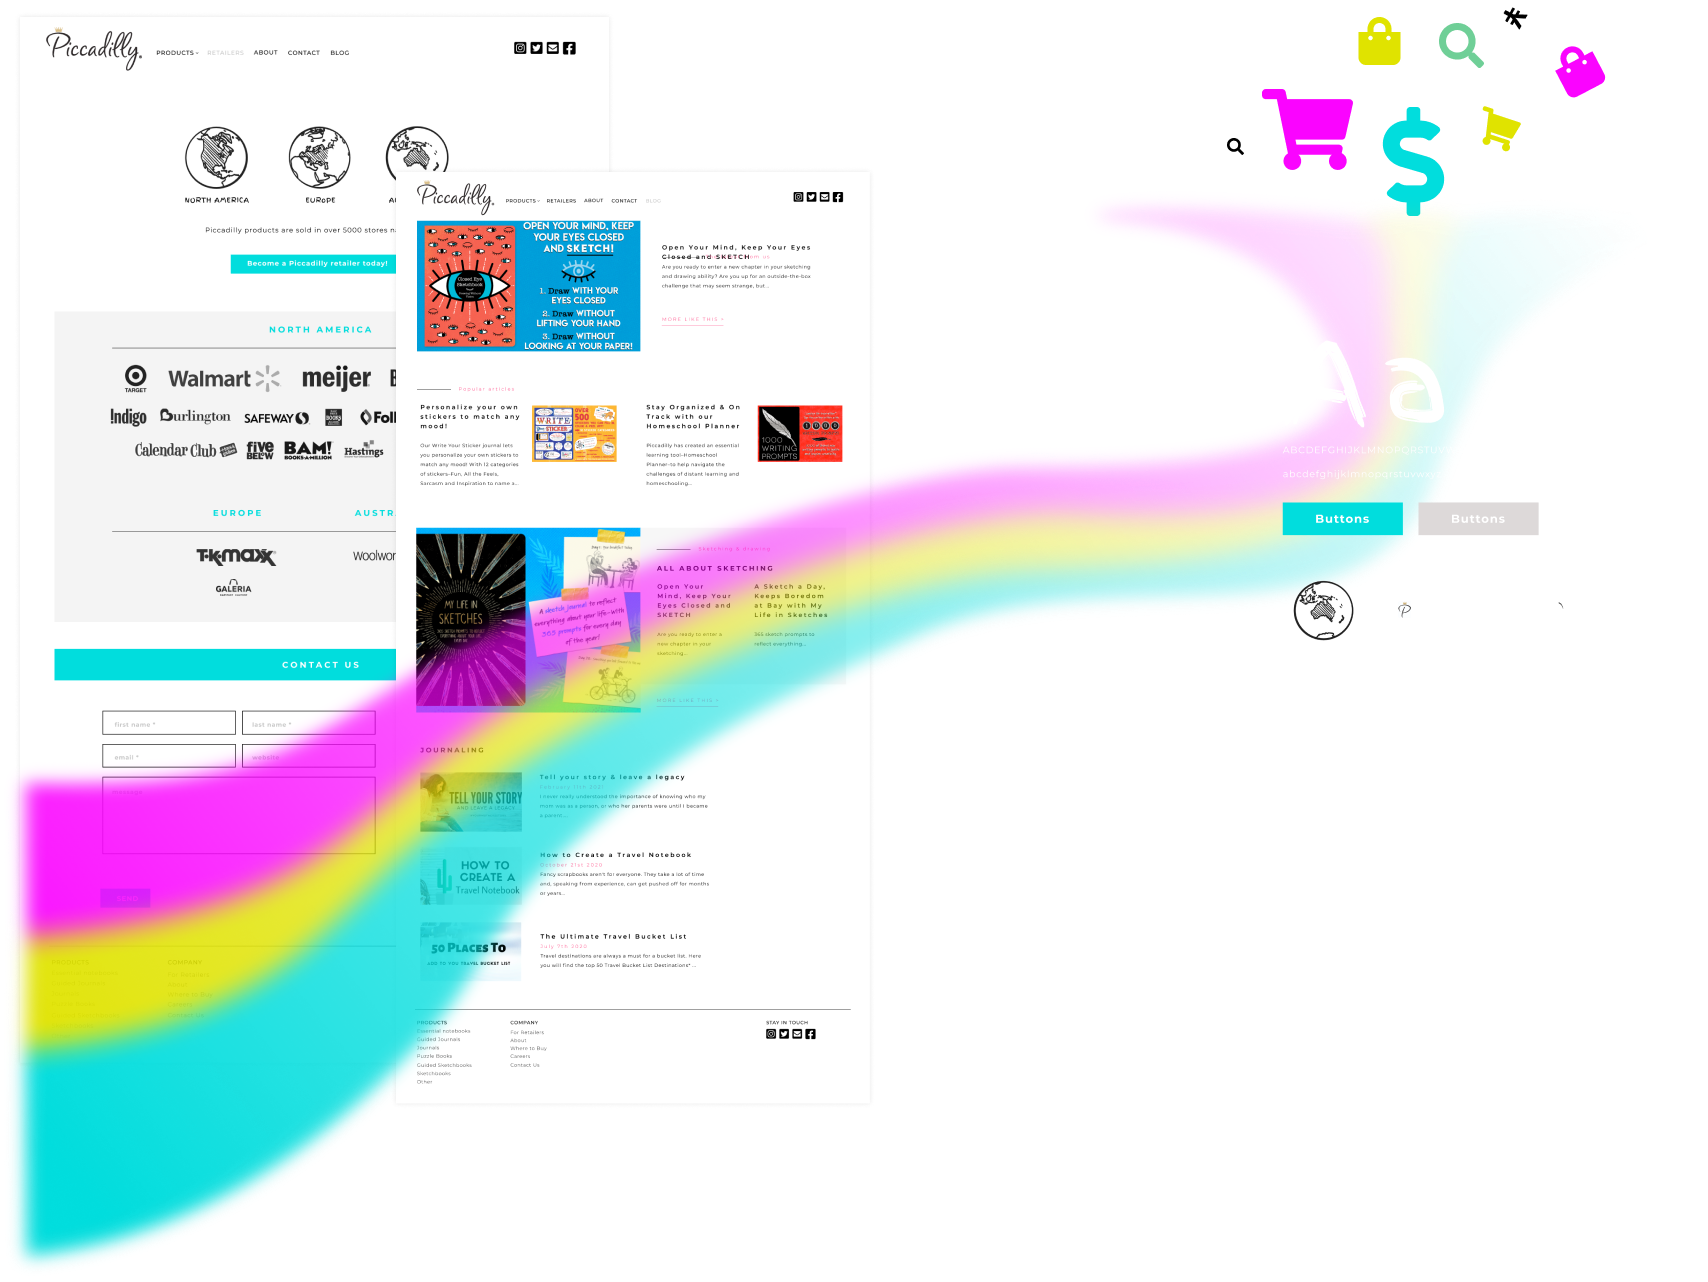 Piccadilly.
PRODUCTS RETAILERS ABOUT CONTACT BLOG
NORTH AMERICA EUROPE
Piccadilly products are sold in over 5000 stores
Become a Piccadilly retailer today!
NORTH AMERICA
TARGET Walmart meijer
Indigo Burlington SAFEWAY
Calendar Club five BELOW BAM! BOOKS-A-MILLION Hastings
EUROPE AUSTR
TK-maxx Woolwor
GALERIA
CONTACT US
first name * last name *
email * website
message
SEND
PRODUCTS COMPANY
Piccadilly.
PRODUCTS RETAILERS ABOUT CONTACT BLOG
OPEN YOUR MIND, KEEP
YOUR EYES CLOSED
AND SKETCH!
Closed Eye
Sketchbook
1. Draw WITH YOUR
EYES CLOSED
2. Draw WITHOUT
LIFTING YOUR HAND
3. Draw WITHOUT
LOOKING AT YOUR PAPER!
Open Your Mind, Keep Your Eyes
Closed and SKETCH
Are you ready to enter a new chapter in your sketching
and drawing ability? Are you up for an outside-the-box
challenge that may seem strange, but...
MORE LIKE THIS
Popular articles
Personalize your own
stickers to match any
mood!
Our Write Your Sticker journal lets
you personalize your own stickers to
match any mood! With 12 categories
of stickers–Fun, All the Feels,
Sarcasm and Inspiration to name a...
WRITE
STICKER
OVER
500
Stay Organized & On
Track with our
Homeschool Planner
Piccadilly has created an essential
learning tool–Homeschool
Planner–to help navigate the
challenges of distant learning and
homeschooling...
1000
WRITING
PROMPTS
MY LIFE IN
SKETCHES
A sketch journal to reflect
everything about your life–with
365 prompts for every day
of the year!
Sketching & drawing
ALL ABOUT SKETCHING
Open Your
Mind, Keep Your
Eyes Closed and
SKETCH
Are you ready to enter a
new chapter in your
sketching...
A Sketch a Day,
Keeps Boredom
at Bay with My
Life in Sketches
365 sketch prompts to
reflect everything...
MORE LIKE THIS
JOURNALING
TELL YOUR STORY
AND LEAVE A LEGACY
Tell your story & leave a legacy
I never really understood the importance of knowing who my
mom was as a person, or who her parents were until I became
a parent....
HOW TO
CREATE A
Travel Notebook
How to Create a Travel Notebook
October 31st 2020
Fancy scrapbooks aren't for everyone. They take a lot of time
and, speaking from experience, can get pushed off for months
or years..
50 PLACES TO
ADD TO YOU TRAVEL BUCKET LIST
The Ultimate Travel Bucket List
July 7th 2020
Travel destinations are always a must for a bucket list. Here
you will find the top 50 Travel Bucket List Destinations* ...
PRODUCTS
Essential notebooks
Guided Journals
Journals
Puzzle Books
Guided Sketchbooks
Sketchbooks
Other
COMPANY
For Retailers
About
Where to Buy
Careers
Contact Us
STAY IN TOUCH
$
Aa
ABCDEFGHIJKLMNOPQRSTUV
abcdefghijklmnopqrstuvw
Buttons Buttons
P